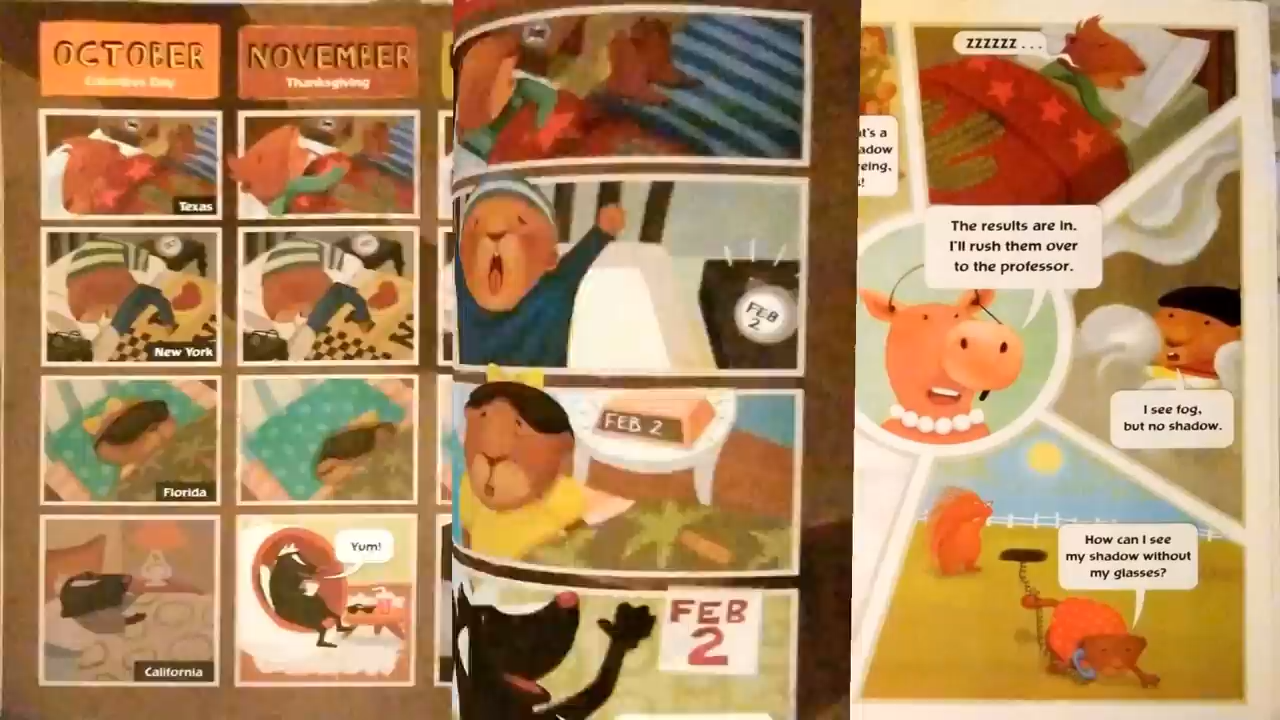 OCTOBER
Columbus Day
NOVEMBER
Thanksgiving
Texas
New York
Florida
California
Yum!
FEB
2
FEB 2
FEB
2
zzzzzz . . .
The results are in.
I'll rush them over
to the professor.
I see fog,
but no shadow.
How can I see
my shadow without
my glasses?